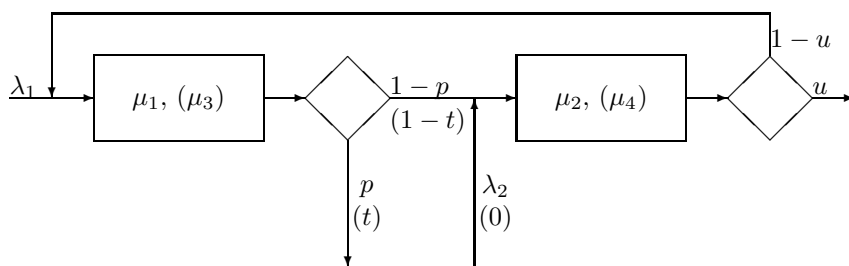 1 − u
λ₁
μ₁, (μ₃)
1 − p
(1 − t)
μ₂, (μ₄)
u
p
(t)
λ₂
(0)